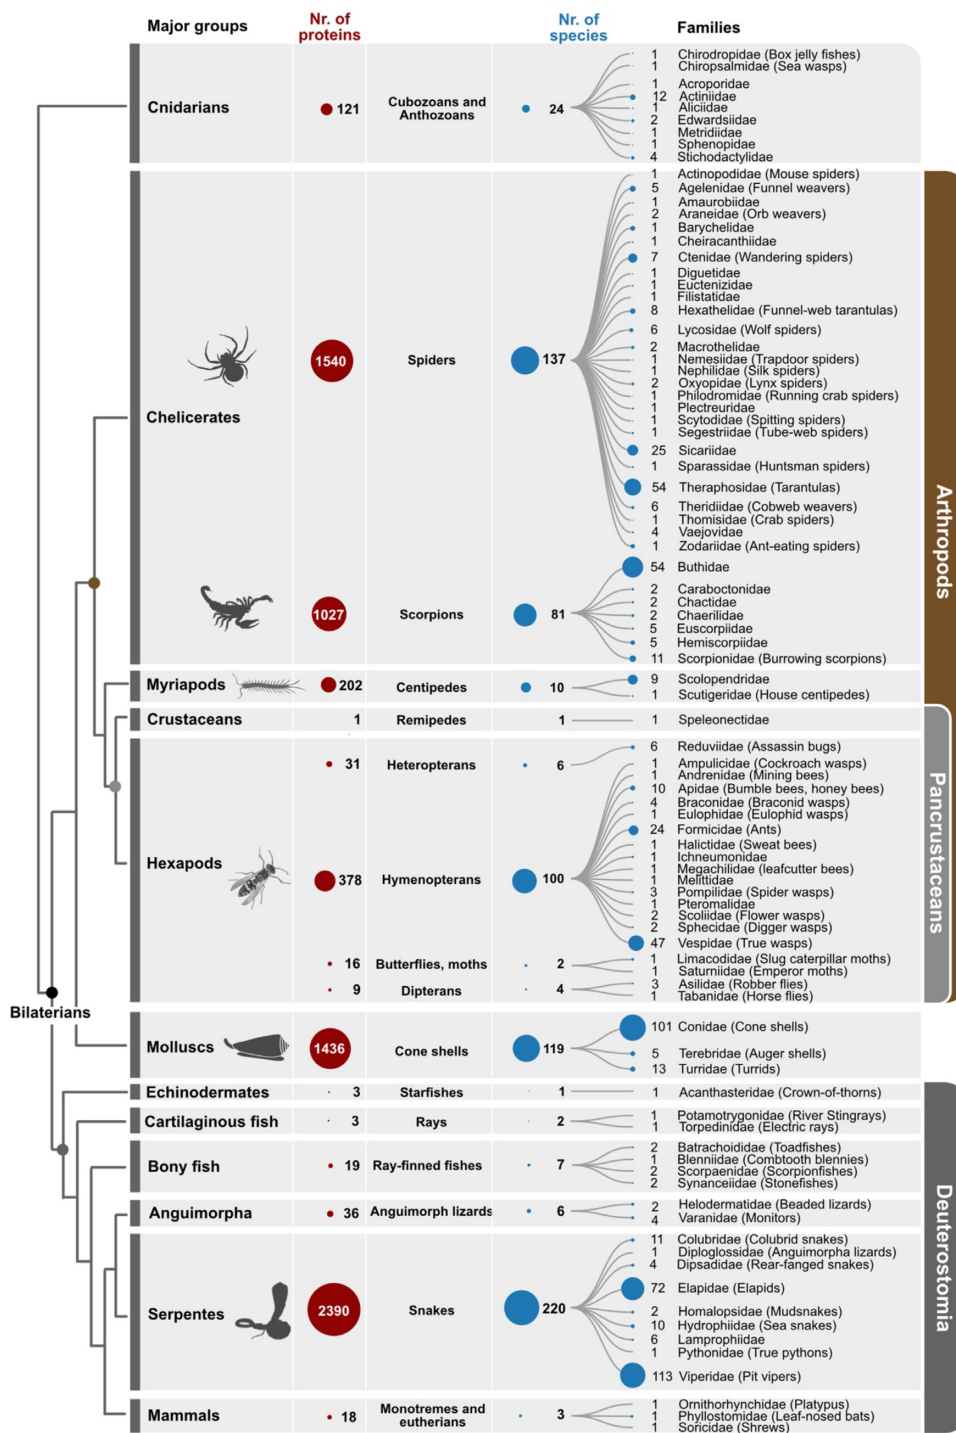 Major groups
Nr. of proteins
Nr. of species
Families
Cnidarians
121
Cubozoans and Anthozoans
24
1 Chirodropidae (Box jelly fishes)
1 Chiropsalmidae (Sea wasps)
1 Acroporidae
12 Actiniidae
1 Aliciidae
2 Edwardsiidae
1 Metridiidae
1 Sphenopidae
4 Stichodactylidae
Chelicerates
1540
Spiders
137
1 Actinopodidae (Mouse spiders)
5 Agelenidae (Funnel weavers)
1 Amaurobiidae
2 Araneidae (Orb weavers)
1 Barychelidae
1 Cheiracanthiidae
7 Ctenidae (Wandering spiders)
1 Diguetidae
1 Euctenizidae
1 Filistatidae
8 Hexathelidae (Funnel-web tarantulas)
6 Lycosidae (Wolf spiders)
2 Macrothelidae
1 Nemesiidae (Trapdoor spiders)
1 Nephilidae (Silk spiders)
2 Oxyopidae (Lynx spiders)
1 Philodromidae (Running crab spiders)
1 Plectreuridae
1 Scytodidae (Spitting spiders)
1 Segestriidae (Tube-web spiders)
25 Sicariidae
1 Sparassidae (Huntsman spiders)
54 Theraphosidae (Tarantulas)
6 Theridiidae (Cobweb weavers)
1 Thomisidae (Crab spiders)
4 Vaejovidae
1 Zodariidae (Ant-eating spiders)
1027
Scorpions
81
54 Buthidae
2 Caraboctonidae
2 Chactidae
2 Chaerilidae
5 Euscorpiidae
5 Hemiscorpiidae
11 Scorpionidae (Burrowing scorpions)
Myriapods
202
Centipedes
10
9 Scolopendridae
1 Scutigeridae (House centipedes)
Crustaceans
1
Remipedes
1
1 Speleonectidae
Hexapods
31
Heteropterans
6
6 Reduviidae (Assassin bugs)
378
Hymenopterans
100
1 Ampulicidae (Cockroach wasps)
1 Andrenidae (Mining bees)
10 Apidae (Bumble bees, honey bees)
4 Braconidae (Braconid wasps)
1 Eulophidae (Eulophid wasps)
24 Formicidae (Ants)
1 Halictidae (Sweat bees)
1 Ichneumonidae
1 Megachilidae (leafcutter bees)
1 Melittidae
3 Pompilidae (Spider wasps)
1 Pteromalidae
2 Scoliidae (Flower wasps)
2 Sphecidae (Digger wasps)
47 Vespidae (True wasps)
16
Butterflies, moths
2
1 Limacodidae (Slug caterpillar moths)
1 Saturniidae (Emperor moths)
9
Dipterans
4
3 Asilidae (Robber flies)
1 Tabanidae (Horse flies)
Bilaterians
Molluscs
1436
Cone shells
119
101 Conidae (Cone shells)
5 Terebridae (Auger shells)
13 Turridae (Turrids)
Echinodermates
3
Starfishes
1
1 Acanthasteridae (Crown-of-thorns)
Cartilaginous fish
3
Rays
2
1 Potamotrygonidae (River Stingrays)
1 Torpedinidae (Electric rays)
Bony fish
19
Ray-finned fishes
7
2 Batrachoididae (Toadfishes)
1 Blenniidae (Combtooth blennies)
2 Scorpaenidae (Scorpionfishes)
2 Synanceiidae (Stonefishes)
Anguimorpha
36
Anguimorph lizards
6
2 Helodermatidae (Beaded lizards)
4 Varanidae (Monitors)
Serpentes
2390
Snakes
220
11 Colubridae (Colubrid snakes)
1 Diploglossidae (Anguimorpha lizards)
4 Dipsadidae (Rear-fanged snakes)
72 Elapidae (Elapids)
2 Homalopsidae (Mudsnakes)
10 Hydrophiidae (Sea snakes)
6 Lamprophiidae
1 Pythonidae (True pythons)
113 Viperidae (Pit vipers)
Mammals
18
Monotremes and eutherians
3
1 Ornithorhynchidae (Platypus)
1 Phyllostomidae (Leaf-nosed bats)
1 Soricidae (Shrews)
Arthropods
Pancrustaceans
Deuterostomia